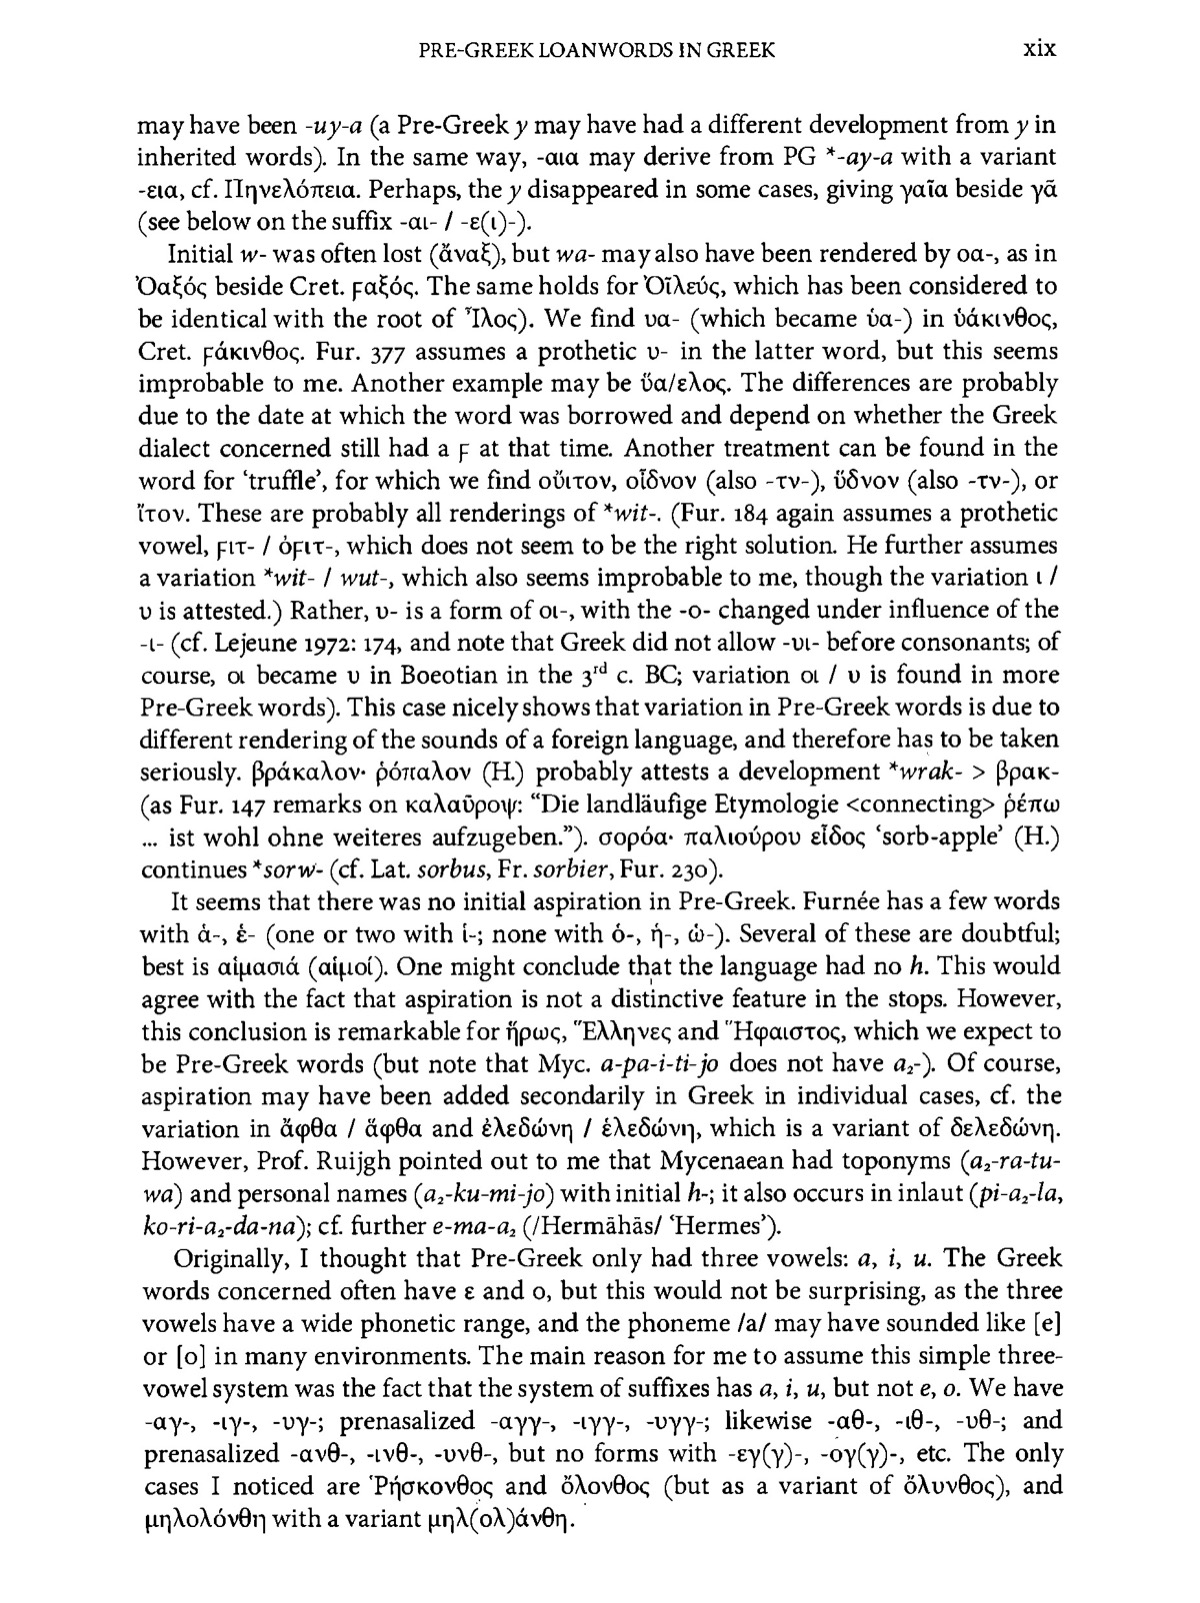 PRE-GREEK LOANWORDS IN GREEK xix
may have been -uy-a (a Pre-Greek y may have had a different development from y in
inherited words). In the same way, -αια may derive from PG *-ay-a with a variant
-εια, cf. Πηνελόπεια. Perhaps, the y disappeared in some cases, giving γαῖα beside γᾶ
(see below on the suffix -αι- / -ε(ι)-).
Initial w- was often lost (ἄναξ), but wa- may also have been rendered by οα-, as in
Ὀαξός beside Cret. ϝαξός. The same holds for Ὀϊλεύς, which has been considered to
be identical with the root of Ἶλος). We find υα- (which became ὑα-) in ὑάκινθος,
Cret. ϝάκινθος. Fur. 377 assumes a prothetic υ- in the latter word, but this seems
improbable to me. Another example may be ὕα/ελος. The differences are probably
due to the date at which the word was borrowed and depend on whether the Greek
dialect concerned still had a ϝ at that time. Another treatment can be found in the
word for ‘truffle’, for which we find οὔιτον, οἶδνον (also -τν-), ὕδνον (also -τν-), or
ἴτον. These are probably all renderings of *wit-. (Fur. 184 again assumes a prothetic
vowel, ϝιτ- / ὀϝιτ-, which does not seem to be the right solution. He further assumes
a variation *wit- / wut-, which also seems improbable to me, though the variation ι /
υ is attested.) Rather, υ- is a form of οι-, with the -ο- changed under influence of the
-ι- (cf. Lejeune 1972: 174, and note that Greek did not allow -υι- before consonants; of
course, οι became υ in Boeotian in the 3rd c. BC; variation οι / υ is found in more
Pre-Greek words). This case nicely shows that variation in Pre-Greek words is due to
different rendering of the sounds of a foreign language, and therefore has to be taken
seriously. βράκαλον· ῥόπαλον (H.) probably attests a development *wrak- > βρακ-
(as Fur. 147 remarks on καλαῦροψ: “Die landläufige Etymologie <connecting> ῥέπω
... ist wohl ohne weiteres aufzugeben.”). σορόα· παλιούρου εἶδος ‘sorb-apple’ (H.)
continues *sorw- (cf. Lat. sorbus, Fr. sorbier, Fur. 230).
It seems that there was no initial aspiration in Pre-Greek. Furnée has a few words
with ἁ-, ἑ- (one or two with ἱ-; none with ὁ-, ἡ-, ὡ-). Several of these are doubtful;
best is αἱμασιά (αἱμοί). One might conclude that the language had no h. This would
agree with the fact that aspiration is not a distinctive feature in the stops. However,
this conclusion is remarkable for ἥρως, Ἕλληνες and Ἥφαιστος, which we expect to
be Pre-Greek words (but note that Myc. a-pa-i-ti-jo does not have a₂-). Of course,
aspiration may have been added secondarily in Greek in individual cases, cf. the
variation in ἄφθα / ἅφθα and ἐλεδώνη / ἑλεδώνη, which is a variant of δελεδώνη.
However, Prof. Ruijgh pointed out to me that Mycenaean had toponyms (a₂-ra-tu-
wa) and personal names (a₂-ku-mi-jo) with initial h-; it also occurs in inlaut (pi-a₂-la,
ko-ri-a₂-da-na); cf. further e-ma-a₂ (/Hermāhās/ ‘Hermes’).
Originally, I thought that Pre-Greek only had three vowels: a, i, u. The Greek
words concerned often have ε and ο, but this would not be surprising, as the three
vowels have a wide phonetic range, and the phoneme /a/ may have sounded like [e]
or [o] in many environments. The main reason for me to assume this simple three-
vowel system was the fact that the system of suffixes has a, i, u, but not e, o. We have
-αγ-, -ιγ-, -υγ-; prenasalized -αγγ-, -ιγγ-, -υγγ-; likewise -αθ-, -ιθ-, -υθ-; and
prenasalized -ανθ-, -ινθ-, -υνθ-, but no forms with -εγ(γ)-, -ογ(γ)-, etc. The only
cases I noticed are Ῥήσκονθος and ὄλονθος (but as a variant of ὄλυνθος), and
μηλολόνθη with a variant μηλ(ολ)άνθη.